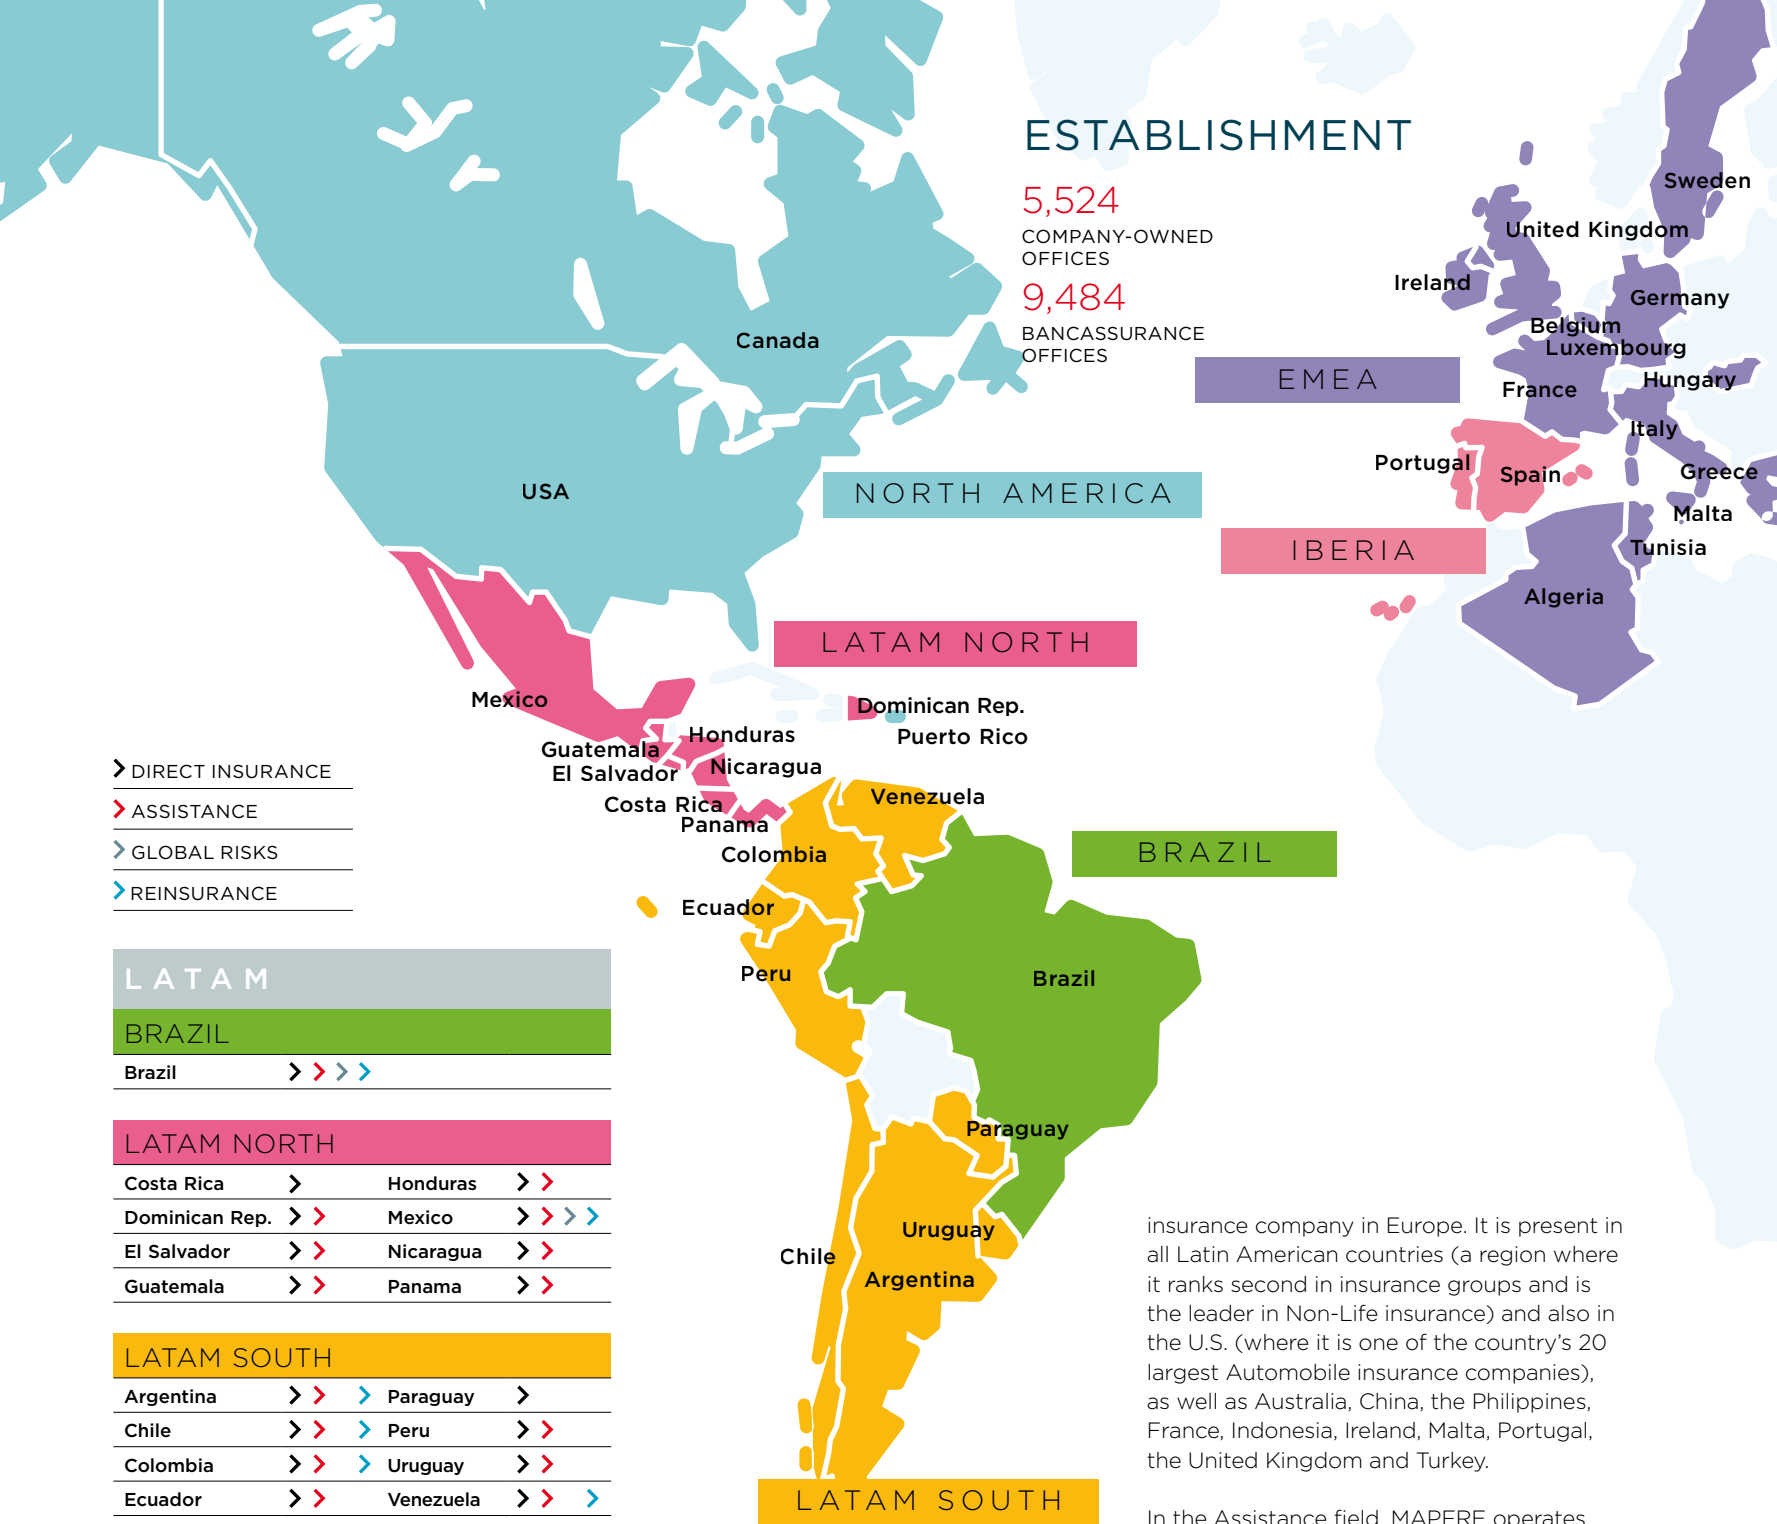 ESTABLISHMENT
5,524
COMPANY-OWNED
OFFICES
9,484
BANCASSURANCE
OFFICES
Sweden
United Kingdom
Ireland
Germany
Belgium
Luxembourg
Canada
EMEA
France
Hungary
Italy
Portugal
Spain
Greece
USA
NORTH AMERICA
Malta
IBERIA
Tunisia
Algeria
LATAM NORTH
Mexico
Dominican Rep.
Puerto Rico
Honduras
Guatemala
El Salvador
Nicaragua
Costa Rica
Panama
Venezuela
Colombia
BRAZIL
Ecuador
Peru
Brazil
Paraguay
Uruguay
Chile
Argentina
LATAM SOUTH
DIRECT INSURANCE
ASSISTANCE
GLOBAL RISKS
REINSURANCE
LATAM
BRAZIL
Brazil
LATAM NORTH
Costa Rica Honduras
Dominican Rep. Mexico
El Salvador Nicaragua
Guatemala Panama
LATAM SOUTH
Argentina Paraguay
Chile Peru
Colombia Uruguay
Ecuador Venezuela
insurance company in Europe. It is present in
all Latin American countries (a region where
it ranks second in insurance groups and is
the leader in Non-Life insurance) and also in
the U.S. (where it is one of the country’s 20
largest Automobile insurance companies),
as well as Australia, China, the Philippines,
France, Indonesia, Ireland, Malta, Portugal,
the United Kingdom and Turkey.
In the Assistance field, MAPFRE operates